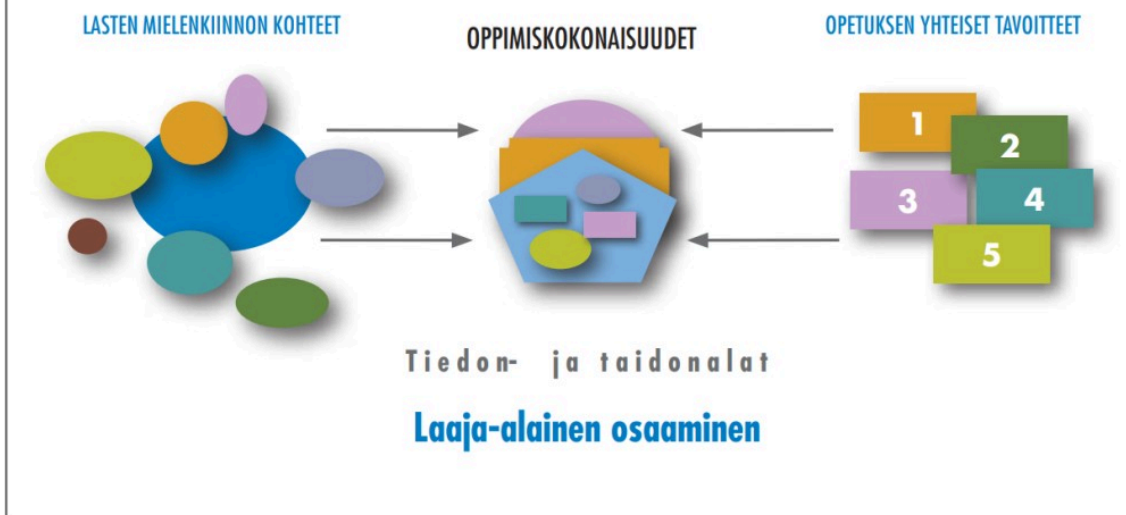 LASTEN MIELENKIINNON KOHTEET
OPPIMISKOKONAISUUDET
OPETUKSEN YHTEISET TAVOITTEET
1
2
3
4
5
Tiedon- ja taidonalat
Laaja-alainen osaaminen